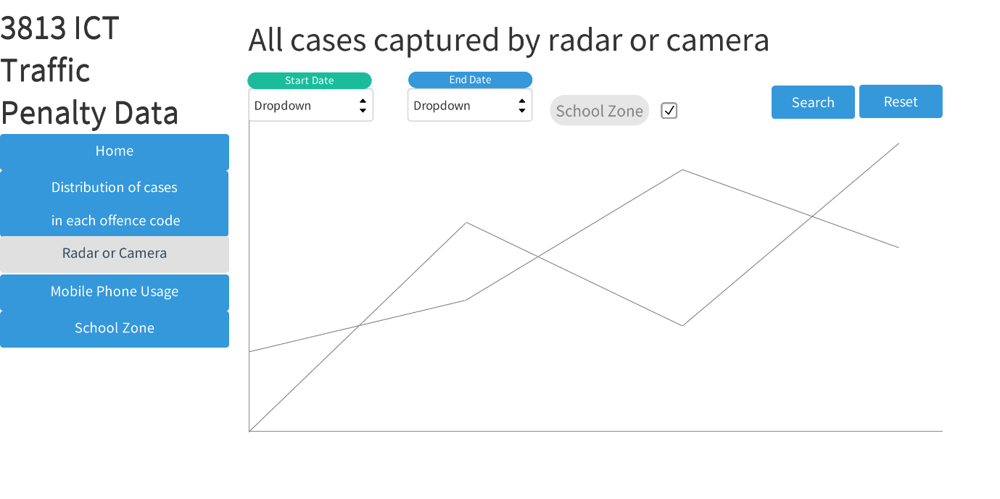 3813 ICT
Traffic
Penalty Data
Home
Distribution of cases
in each offence code
Radar or Camera
Mobile Phone Usage
School Zone
All cases captured by radar or camera
Start Date
End Date
Dropdown
Dropdown
School Zone
Search
Reset